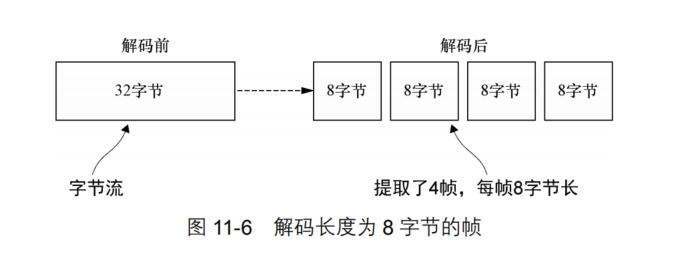 解码前
解码后
32字节
8字节
8字节
8字节
8字节
字节流
提取了4帧，每帧8字节长
图 11-6 解码长度为 8 字节的帧